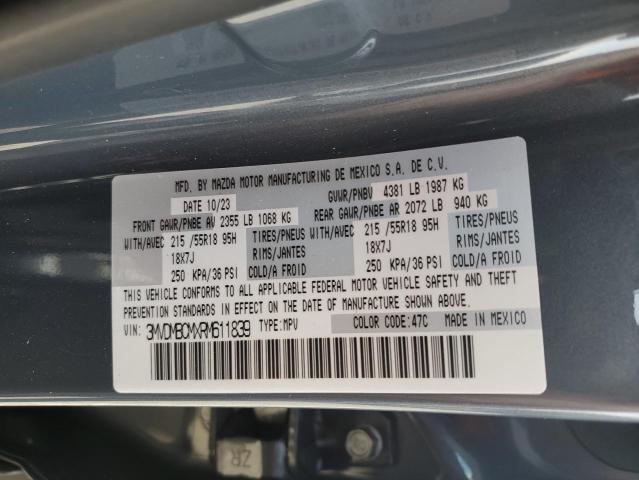 MFD. BY MAZDA MOTOR MANUFACTURING DE MEXICO S.A. DE C.V.
DATE 10/23 GVWR/PNBV 4381 LB 1987 KG
FRONT GAWR/PNBE AV 2355 LB 1068 KG REAR GAWR/PNBE AR 2072 LB 940 KG
WITH/AVEC 215 /55R18 95H TIRES/PNEUS WITH/AVEC 215 /55R18 95H TIRES/PNEUS
18X7J RIMS/JANTES 18X7J RIMS/JANTES
250 KPA/36 PSI COLD/A FROID 250 KPA/36 PSI COLD/A FROID
THIS VEHICLE CONFORMS TO ALL APPLICABLE FEDERAL MOTOR VEHICLE SAFETY AND THEFT
PREVENTION STANDARDS IN EFFECT ON THE DATE OF MANUFACTURE SHOWN ABOVE.
VIN: 3MVDMBCMXRM611839 TYPE:MPV COLOR CODE:47C MADE IN MEXICO
ZR